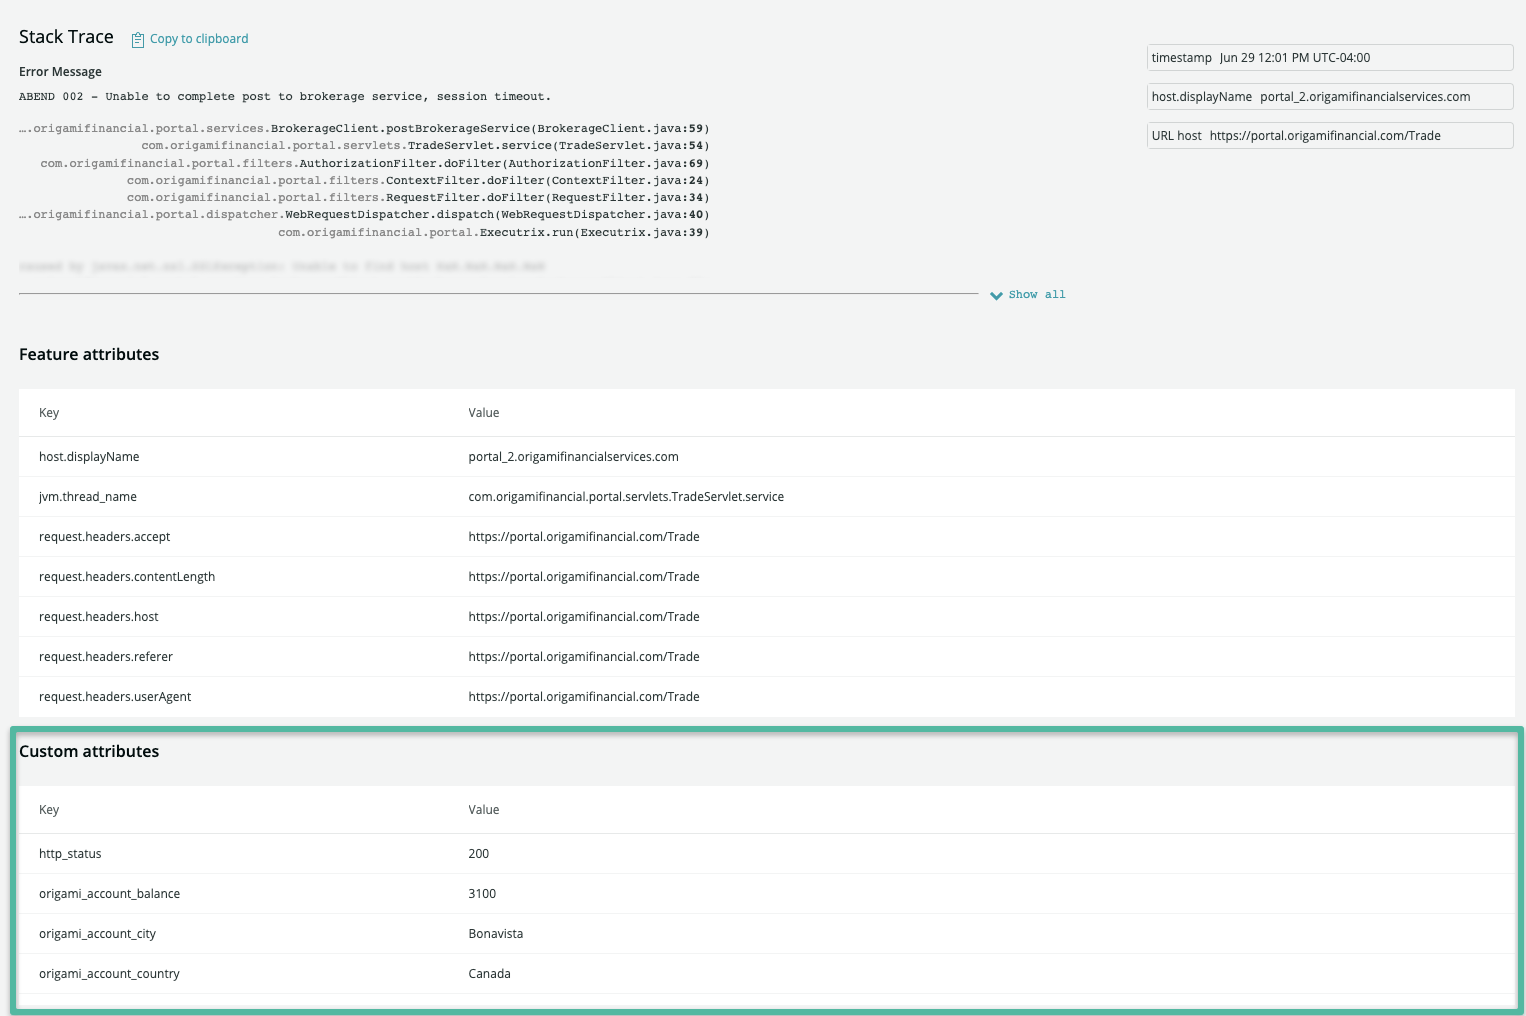 Stack Trace
Copy to clipboard
timestamp Jun 29 12:01 PM UTC-04:00
host.displayName portal_2.origamifinancialservices.com
URL host https://portal.origamifinancial.com/Trade
Error Message
ABEND 002 - Unable to complete post to brokerage service, session timeout.
….origamifinancial.portal.services.BrokerageClient.postBrokerageService(BrokerageClient.java:59)
com.origamifinancial.portal.servlets.TradeServlet.service(TradeServlet.java:54)
com.origamifinancial.portal.filters.AuthorizationFilter.doFilter(AuthorizationFilter.java:69)
com.origamifinancial.portal.filters.ContextFilter.doFilter(ContextFilter.java:24)
com.origamifinancial.portal.filters.RequestFilter.doFilter(RequestFilter.java:34)
….origamifinancial.portal.dispatcher.WebRequestDispatcher.dispatch(WebRequestDispatcher.java:40)
com.origamifinancial.portal.Executrix.run(Executrix.java:39)
Show all
Feature attributes
Key Value
host.displayName portal_2.origamifinancialservices.com
jvm.thread_name com.origamifinancial.portal.servlets.TradeServlet.service
request.headers.accept https://portal.origamifinancial.com/Trade
request.headers.contentLength https://portal.origamifinancial.com/Trade
request.headers.host https://portal.origamifinancial.com/Trade
request.headers.referer https://portal.origamifinancial.com/Trade
request.headers.userAgent https://portal.origamifinancial.com/Trade
Custom attributes
Key Value
http_status 200
origami_account_balance 3100
origami_account_city Bonavista
origami_account_country Canada